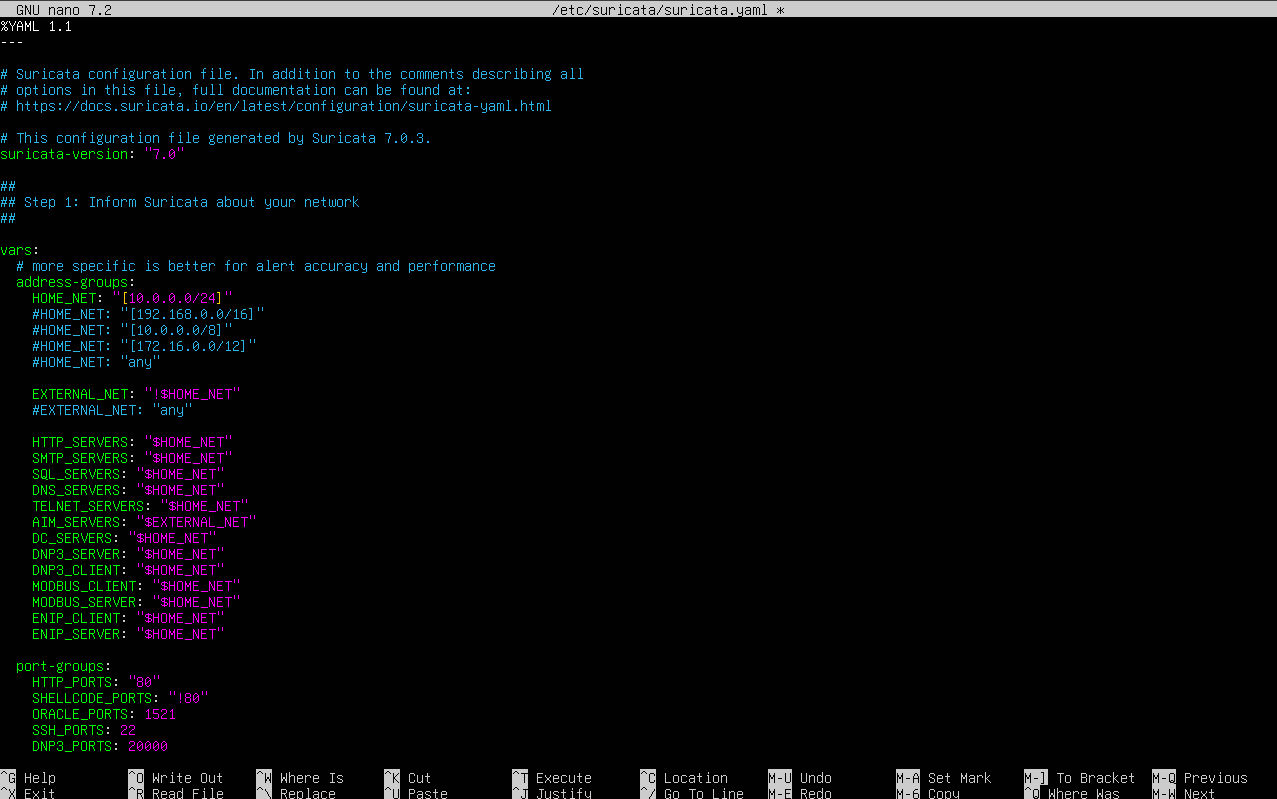 GNU nano 7.2 /etc/suricata/suricata.yaml *
%YAML 1.1
---
# Suricata configuration file. In addition to the comments describing all
# options in this file, full documentation can be found at:
# https://docs.suricata.io/en/latest/configuration/suricata-yaml.html
# This configuration file generated by Suricata 7.0.3.
suricata-version: "7.0"
##
## Step 1: Inform Suricata about your network
##
vars:
  # more specific is better for alert accuracy and performance
  address-groups:
    HOME_NET: "[10.0.0.0/24]"
    #HOME_NET: "[192.168.0.0/16]"
    #HOME_NET: "[10.0.0.0/8]"
    #HOME_NET: "[172.16.0.0/12]"
    #HOME_NET: "any"
    EXTERNAL_NET: "!$HOME_NET"
    #EXTERNAL_NET: "any"
    HTTP_SERVERS: "$HOME_NET"
    SMTP_SERVERS: "$HOME_NET"
    SQL_SERVERS: "$HOME_NET"
    DNS_SERVERS: "$HOME_NET"
    TELNET_SERVERS: "$HOME_NET"
    AIM_SERVERS: "$EXTERNAL_NET"
    DC_SERVERS: "$HOME_NET"
    DNP3_SERVER: "$HOME_NET"
    DNP3_CLIENT: "$HOME_NET"
    MODBUS_CLIENT: "$HOME_NET"
    MODBUS_SERVER: "$HOME_NET"
    ENIP_CLIENT: "$HOME_NET"
    ENIP_SERVER: "$HOME_NET"
  port-groups:
    HTTP_PORTS: "80"
    SHELLCODE_PORTS: "!80"
    ORACLE_PORTS: 1521
    SSH_PORTS: 22
    DNP3_PORTS: 20000
^G Help ^O Write Out ^W Where Is ^K Cut ^T Execute ^C Location M-U Undo M-A Set Mark M-] To Bracket M-Q Previous
^X Exit ^R Read File ^\ Replace ^U Paste ^J Justify ^/ Go To Line M-E Redo M-6 Copy ^Q Where Was M-W Next